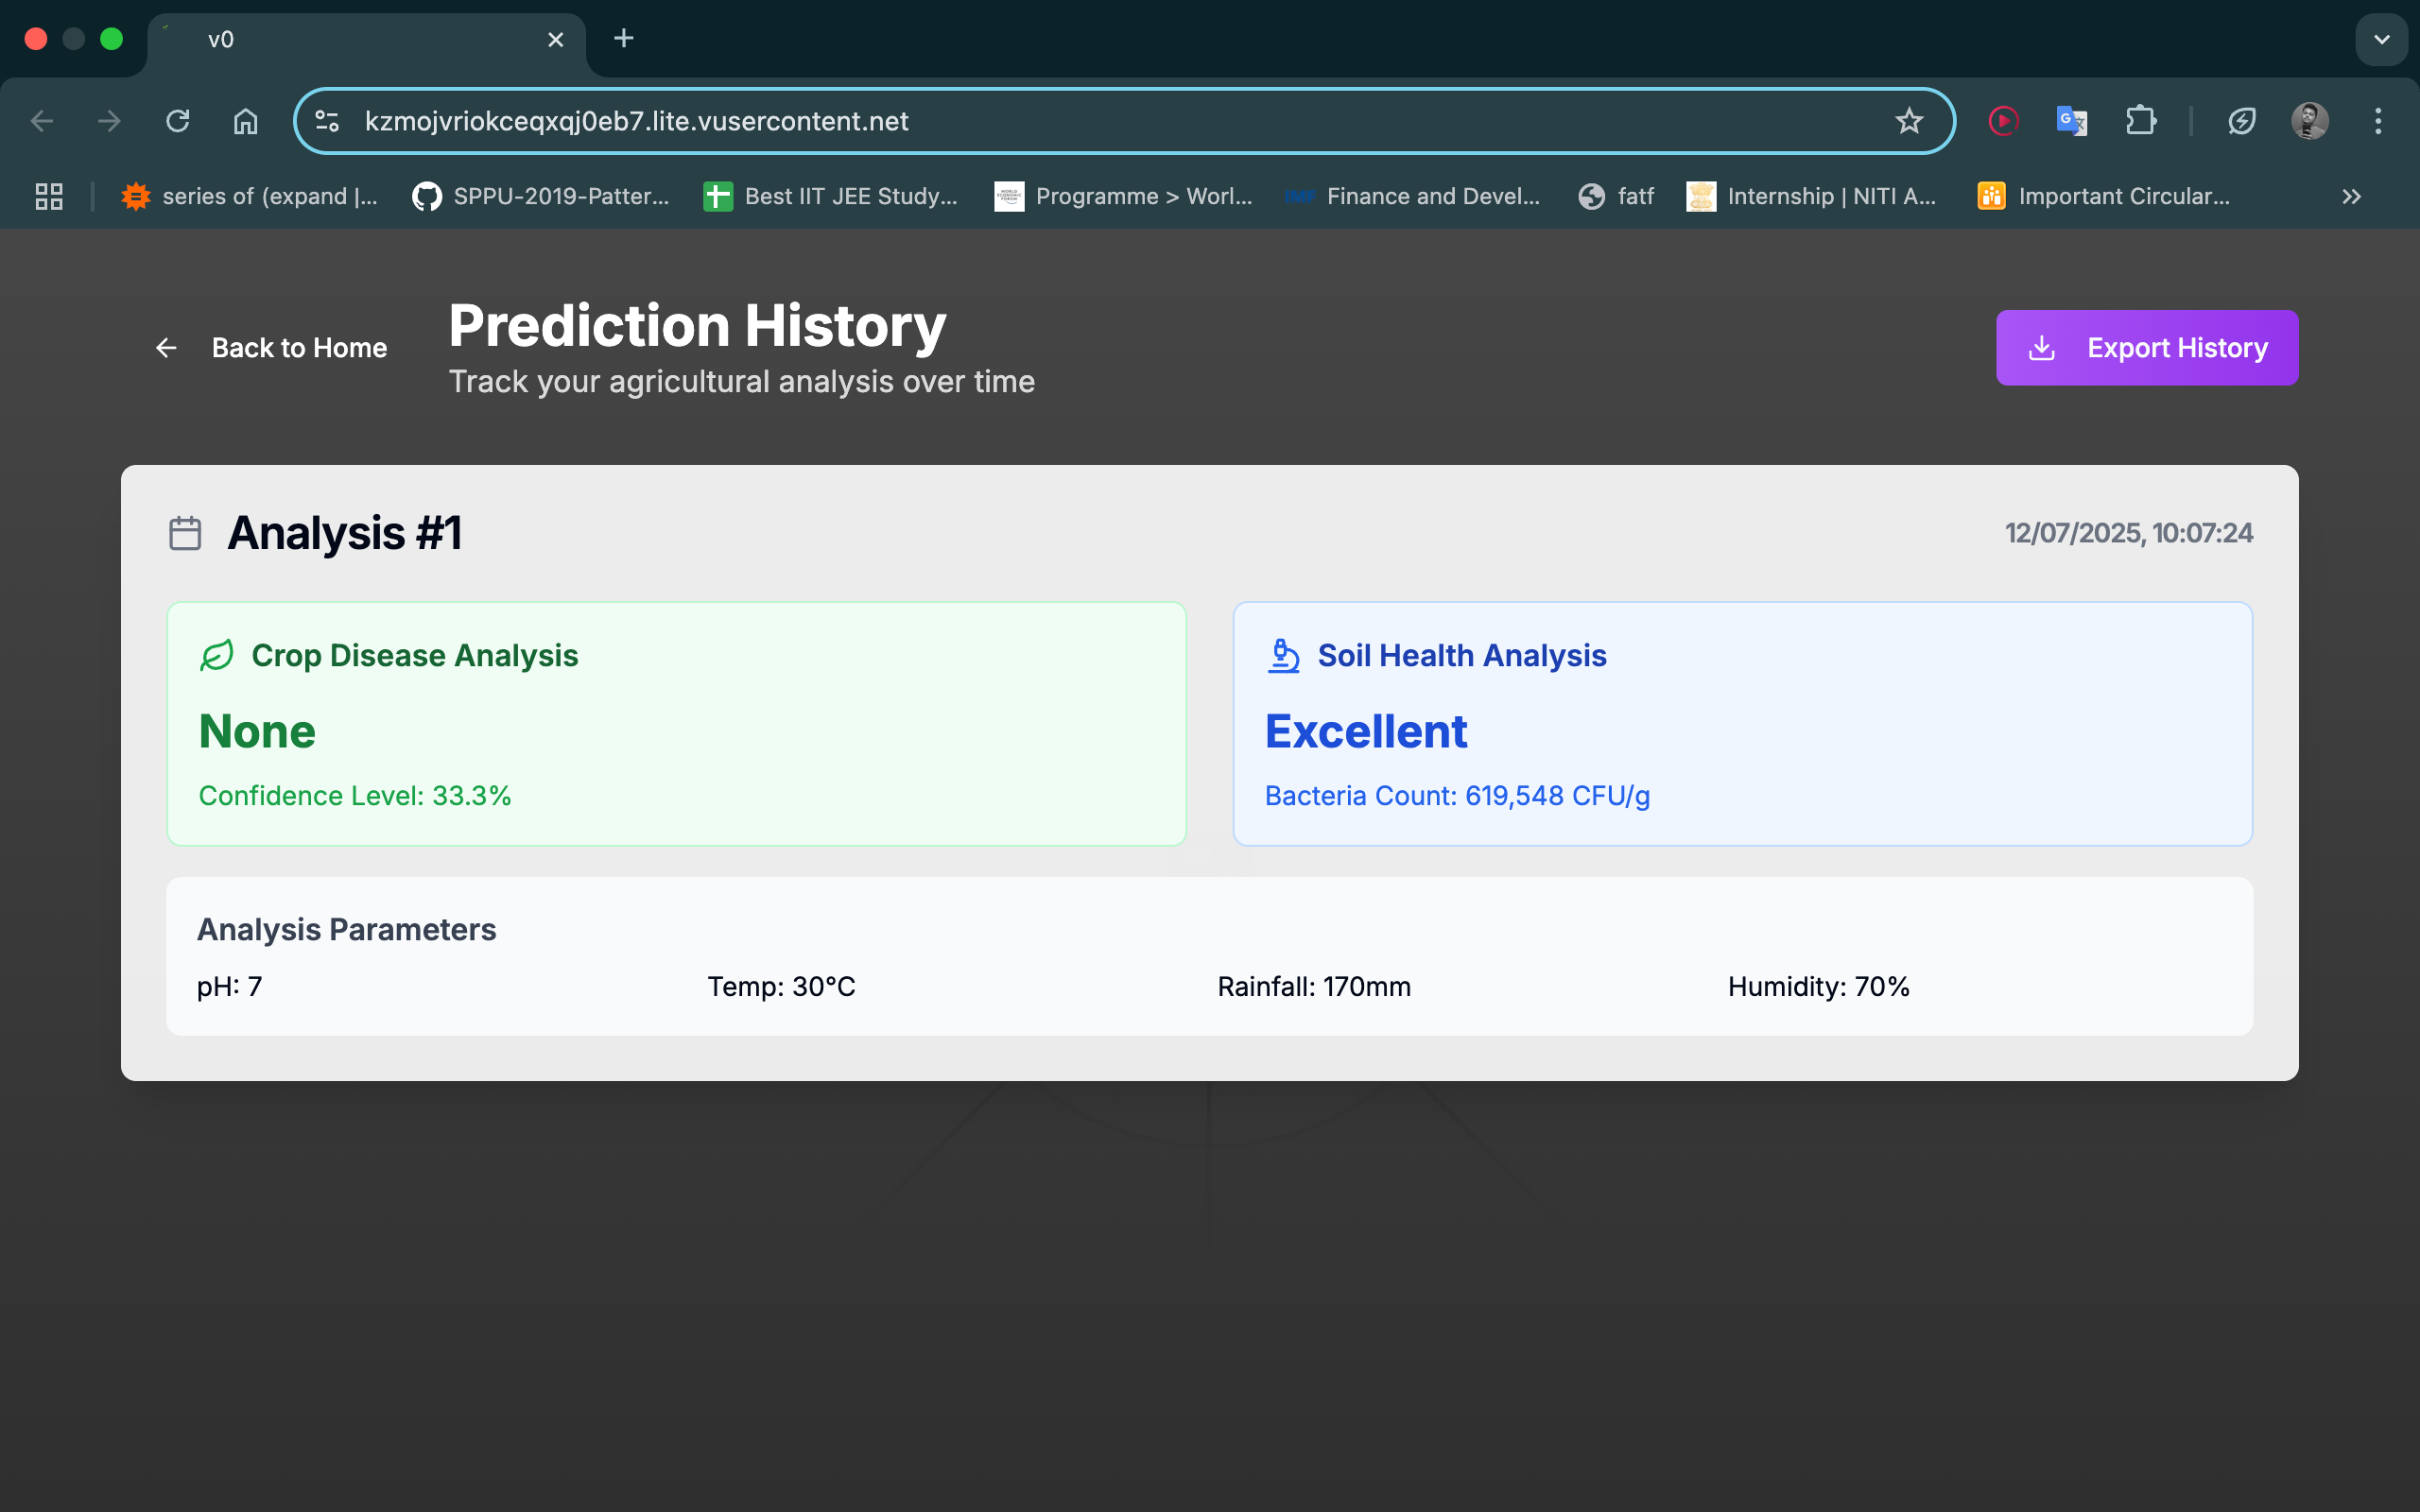 v0
kzmojvriokceqxqj0eb7.lite.vusercontent.net
series of (expand |... SPPU-2019-Patter... Best IIT JEE Study... Programme > Worl... IMF Finance and Devel... fatf Internship | NITI A... Important Circular...
Back to Home
Prediction History
Track your agricultural analysis over time
Export History
Analysis #1
12/07/2025, 10:07:24
Crop Disease Analysis
None
Confidence Level: 33.3%
Soil Health Analysis
Excellent
Bacteria Count: 619,548 CFU/g
Analysis Parameters
pH: 7 Temp: 30°C Rainfall: 170mm Humidity: 70%